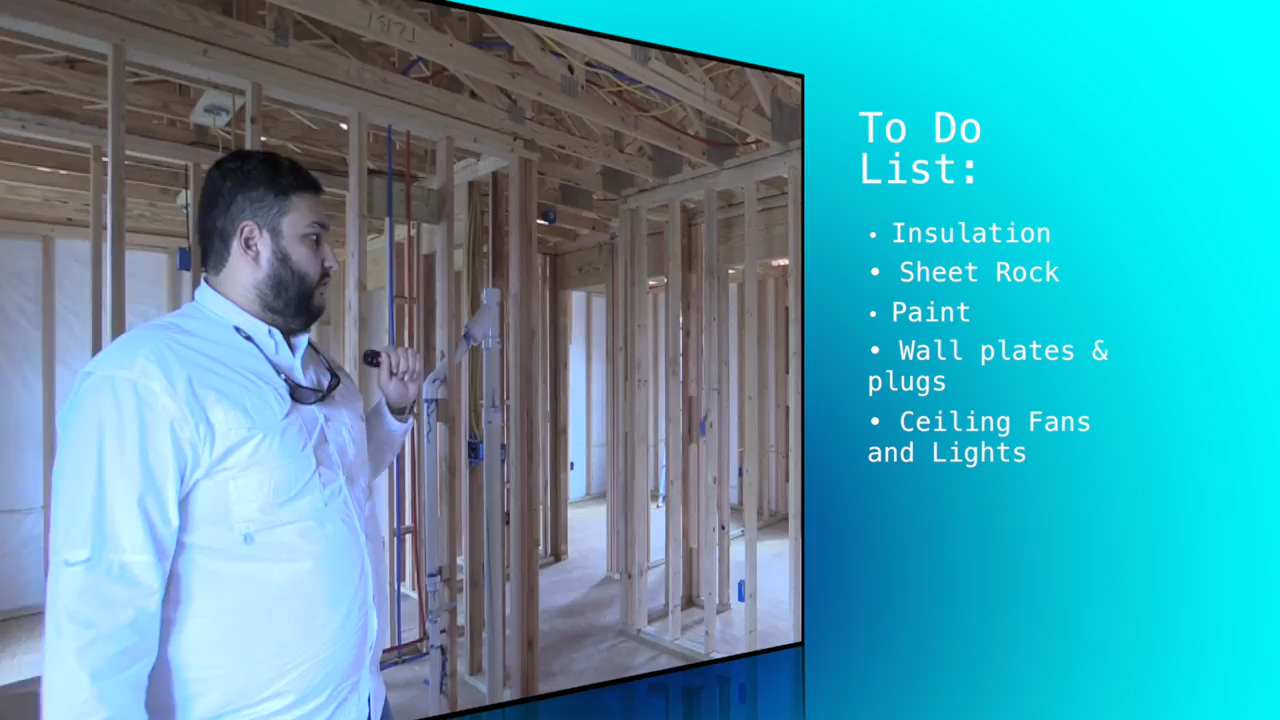 To Do
List:
• Insulation
• Sheet Rock
• Paint
• Wall plates &
plugs
• Ceiling Fans
and Lights